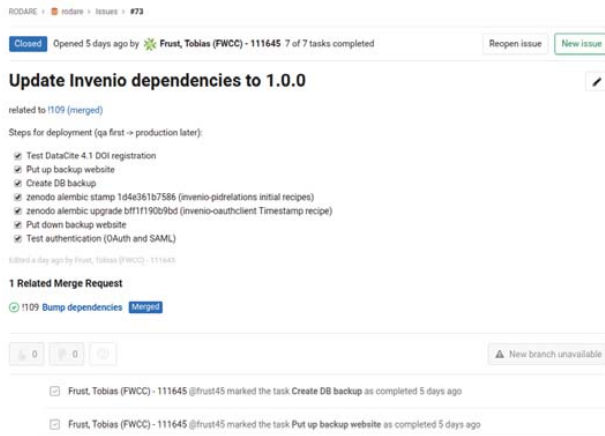 RODARE > rodare > Issues > #73
Closed Opened 5 days ago by Frust, Tobias (FWCC) - 111645 7 of 7 tasks completed Reopen issue New issue
Update Invenio dependencies to 1.0.0
related to !109 (merged)
Steps for deployment (qa first -> production later):
Test DataCite 4.1 DOI registration
Put up backup website
Create DB backup
zenodo alembic stamp 1d4e361b7586 (invenio-pidrelations initial recipes)
zenodo alembic upgrade bff1f190b9bd (invenio-oauthclient Timestamp recipe)
Put down backup website
Test authentication (OAuth and SAML)
Edited a day ago by Frust, Tobias (FWCC) - 111645
1 Related Merge Request
!109 Bump dependencies Merged
0 0 New branch unavailable
Frust, Tobias (FWCC) - 111645 @frust45 marked the task Create DB backup as completed 5 days ago
Frust, Tobias (FWCC) - 111645 @frust45 marked the task Put up backup website as completed 5 days ago